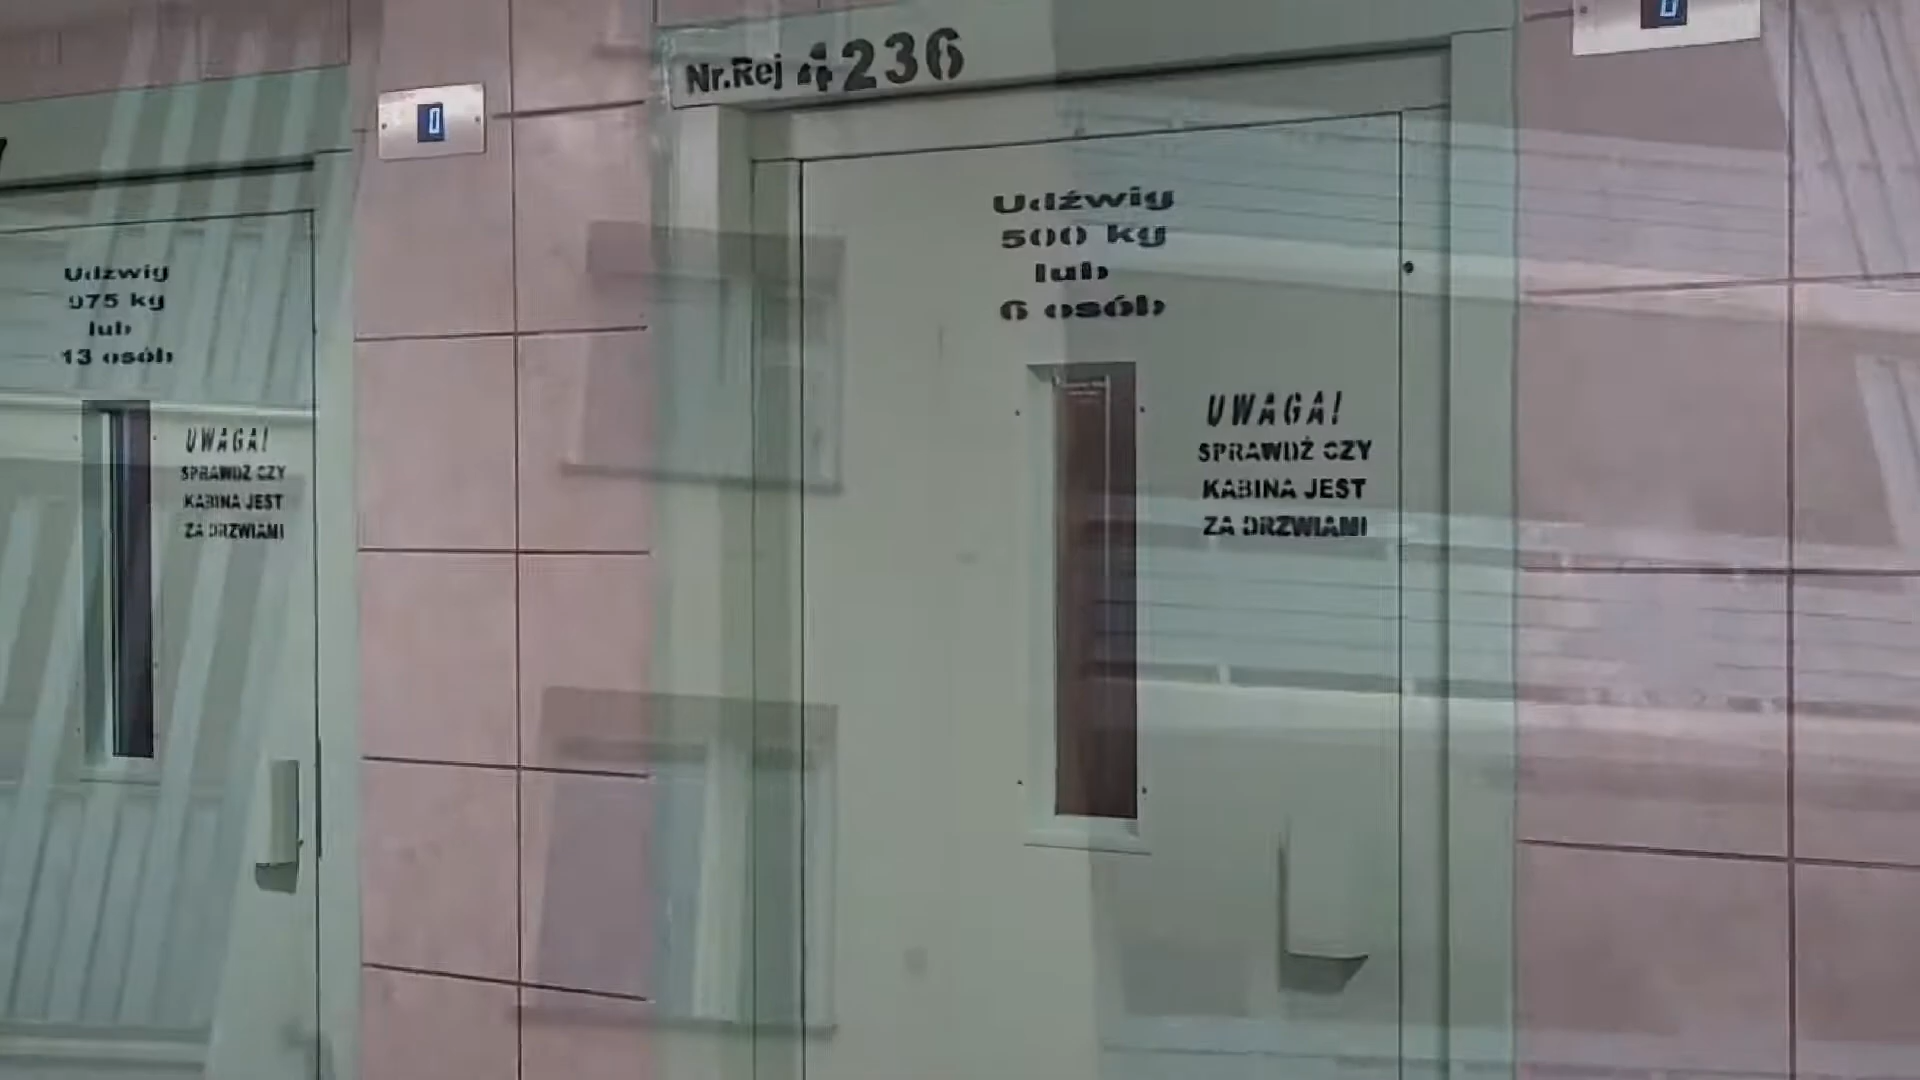 Nr.Rej 4236
Udźwig
975 kg
lub
13 osób
UWAGA!
SPRAWDŹ CZY
KABINA JEST
ZA DRZWIAMI
0
Udźwig
500 kg
lub
6 osób
UWAGA!
SPRAWDŹ CZY
KABINA JEST
ZA DRZWIAMI